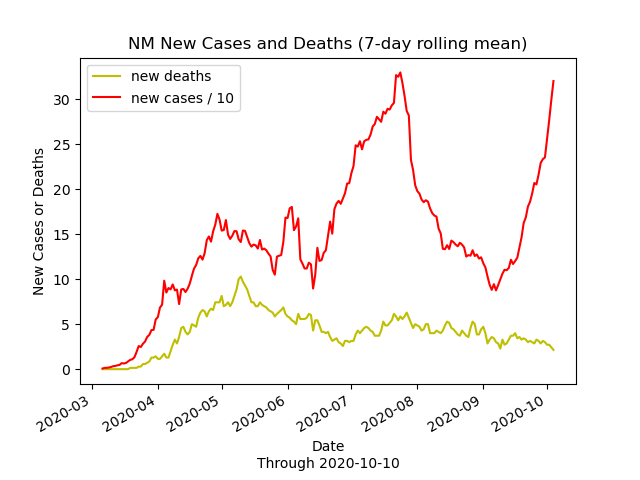 NM New Cases and Deaths (7-day rolling mean)
new deaths
new cases / 10
New Cases or Deaths
30
25
20
15
10
5
0
2020-03
2020-04
2020-05
2020-06
2020-07
2020-08
2020-09
2020-10
Date
Through 2020-10-10